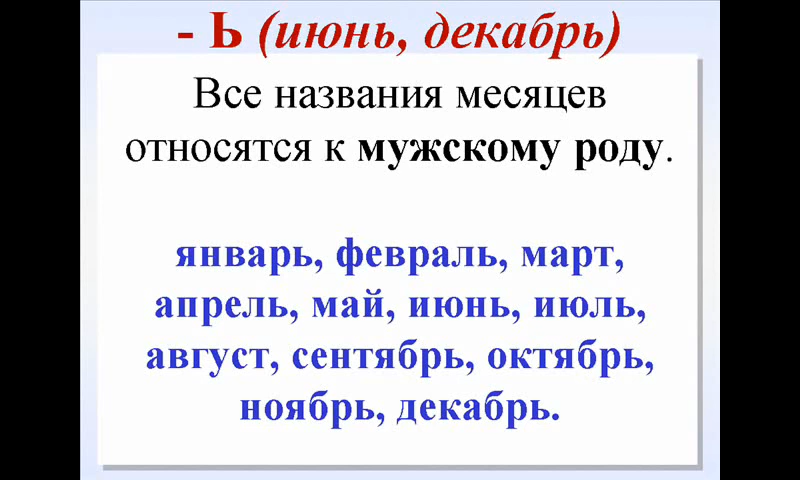 - Ь (июнь, декабрь)
Все названия месяцев
относятся к мужскому роду.
январь, февраль, март,
апрель, май, июнь, июль,
август, сентябрь, октябрь,
ноябрь, декабрь.